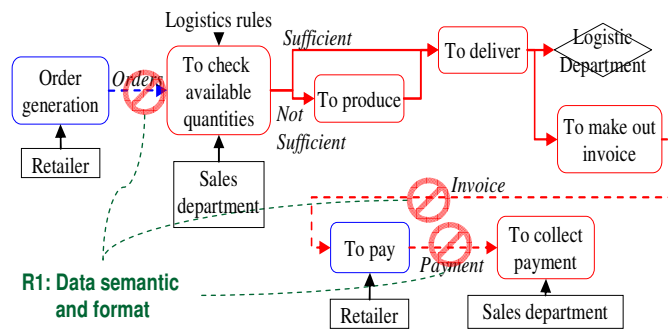 Logistics rules
Sufficient
Order
generation
Orders
To check
available
quantities
To produce
Not
Sufficient
To deliver
Logistic
Department
To make out
invoice
Retailer
Sales
department
Invoice
To pay
Payment
To collect
payment
R1: Data semantic
and format
Retailer
Sales department